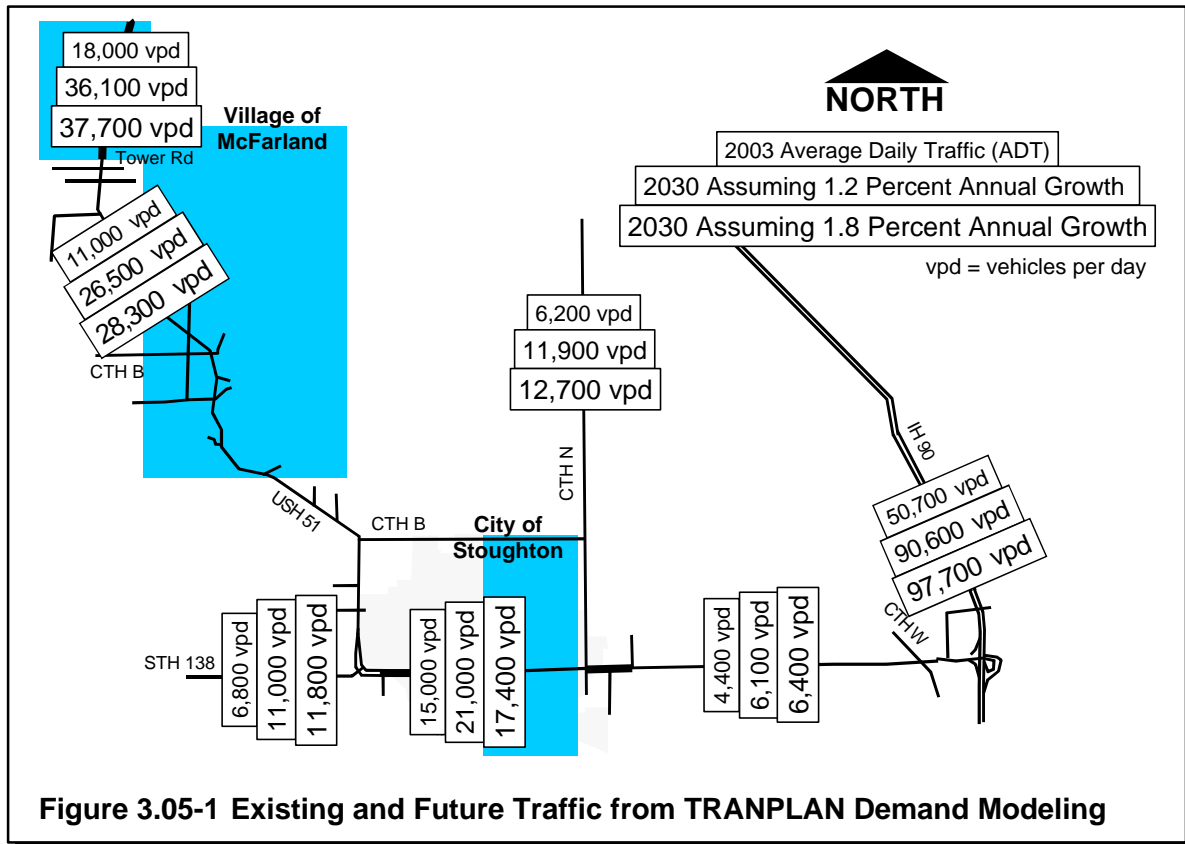 18,000 vpd
36,100 vpd
37,700 vpd
Tower Rd
Village of
McFarland
NORTH
2003 Average Daily Traffic (ADT)
2030 Assuming 1.2 Percent Annual Growth
2030 Assuming 1.8 Percent Annual Growth
vpd = vehicles per day
11,000 vpd
26,500 vpd
28,300 vpd
CTH B
6,200 vpd
11,900 vpd
12,700 vpd
CTH N
IH 90
50,700 vpd
90,600 vpd
97,700 vpd
USH 51
CTH B
City of
Stoughton
CTH W
STH 138
6,800 vpd
11,000 vpd
11,800 vpd
15,000 vpd
21,000 vpd
17,400 vpd
4,400 vpd
6,100 vpd
6,400 vpd
Figure 3.05-1 Existing and Future Traffic from TRANPLAN Demand Modeling